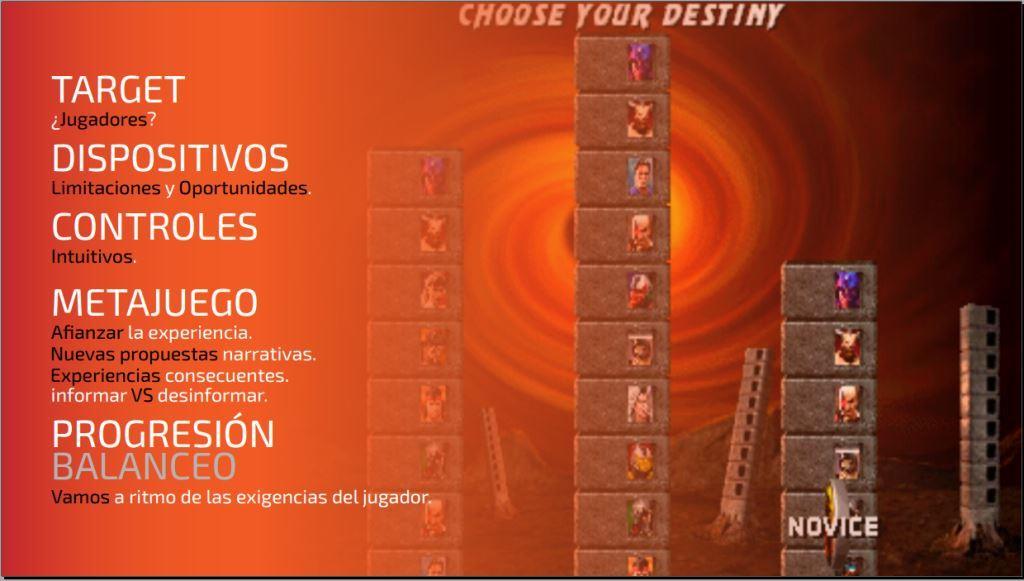 CHOOSE YOUR DESTINY
TARGET
¿Jugadores?
DISPOSITIVOS
Limitaciones y Oportunidades.
CONTROLES
Intuitivos.
METAJUEGO
Afianzar la experiencia.
Nuevas propuestas narrativas.
Experiencias consecuentes.
informar VS desinformar.
PROGRESIÓN
BALANCEO
Vamos a ritmo de las exigencias del jugador.
NOVICE